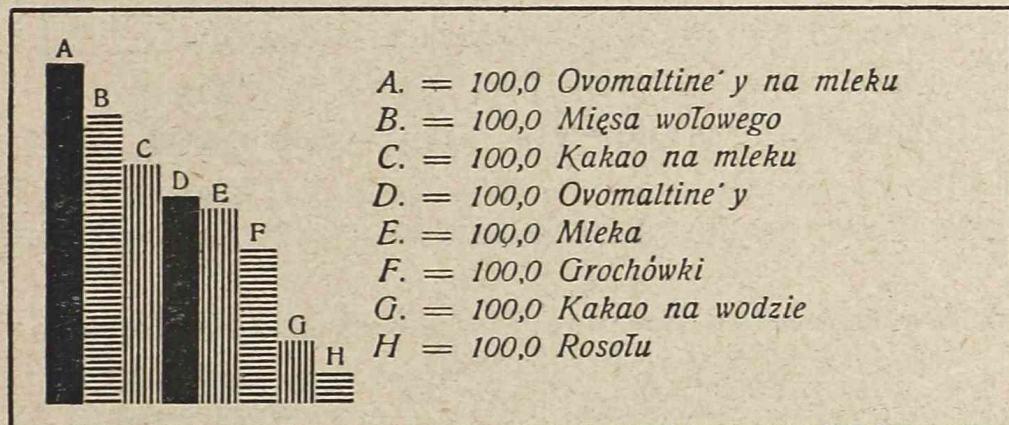 A
B
C
D
E
F
G
H
A. = 100,0 Ovomaltine´y na mleku
B. = 100,0 Mięsa wołowego
C. = 100,0 Kakao na mleku
D. = 100,0 Ovomaltine´y
E. = 100,0 Mleka
F. = 100,0 Grochówki
G. = 100,0 Kakao na wodzie
H = 100,0 Rosołu